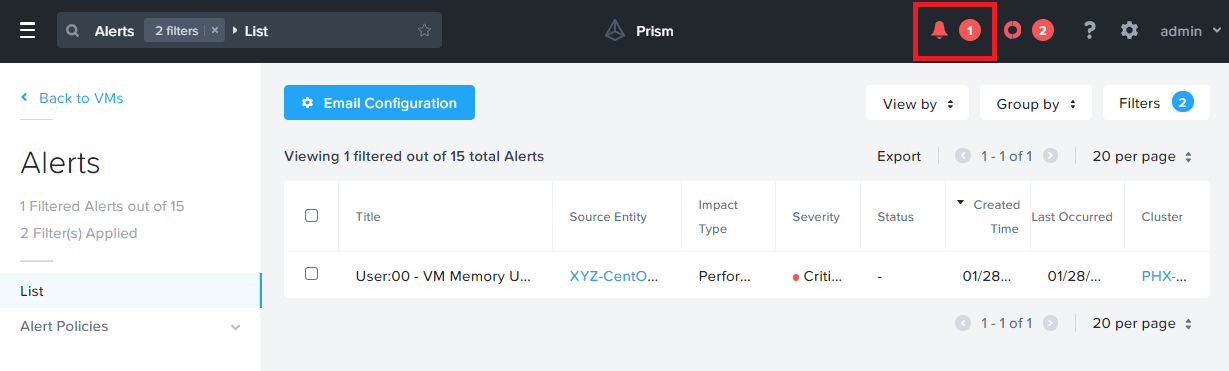 Alerts 2 filters × List Prism 1 2 ? admin
Back to VMs
Email Configuration View by Group by Filters 2
Alerts
Viewing 1 filtered out of 15 total Alerts Export 1 - 1 of 1 20 per page
1 Filtered Alerts out of 15
2 Filter(s) Applied
Title Source Entity Impact Type Severity Status Created Time Last Occurred Cluster
List
User:00 - VM Memory U... XYZ-CentO... Perfor... Criti... - 01/28... 01/28/... PHX-...
Alert Policies
1 - 1 of 1 20 per page